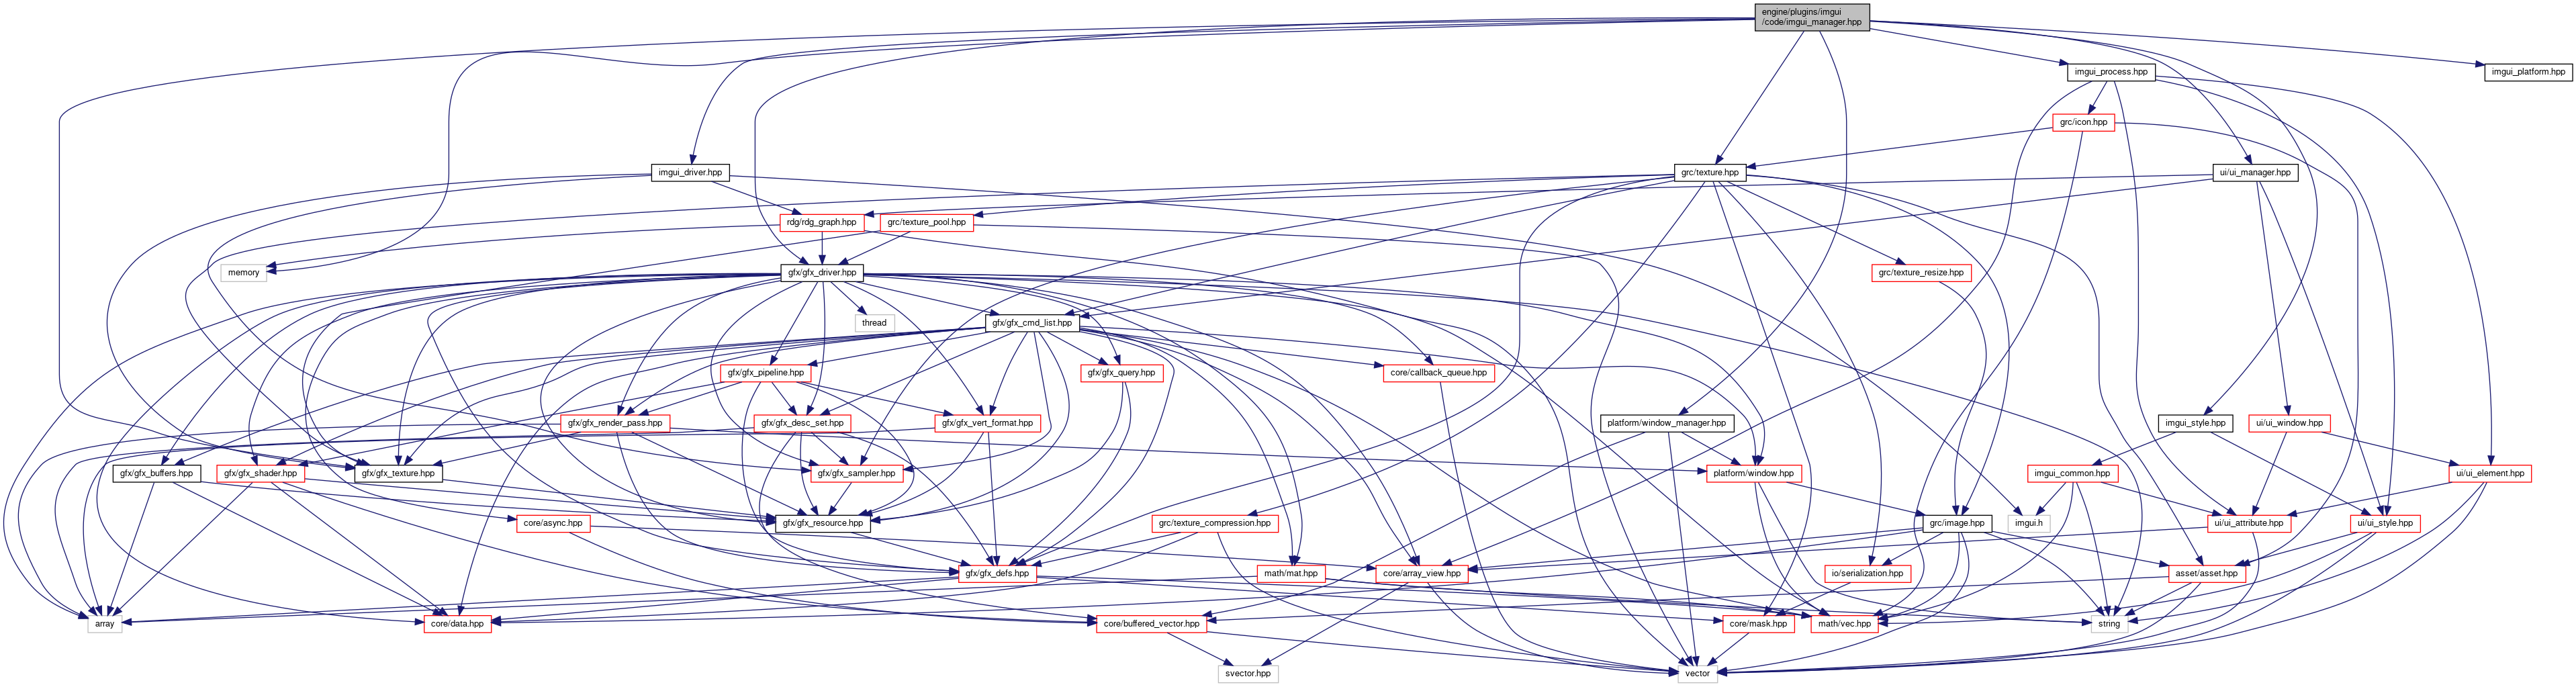 engine/plugins/imgui
/code/imgui_manager.hpp
imgui_process.hpp
imgui_platform.hpp
grc/icon.hpp
imgui_driver.hpp
grc/texture.hpp
ui/ui_manager.hpp
rdg/rdg_graph.hpp
grc/texture_pool.hpp
memory
gfx/gfx_driver.hpp
grc/texture_resize.hpp
thread
gfx/gfx_cmd_list.hpp
gfx/gfx_pipeline.hpp
gfx/gfx_query.hpp
core/callback_queue.hpp
gfx/gfx_render_pass.hpp
gfx/gfx_desc_set.hpp
gfx/gfx_vert_format.hpp
platform/window_manager.hpp
imgui_style.hpp
ui/ui_window.hpp
gfx/gfx_buffers.hpp
gfx/gfx_shader.hpp
gfx/gfx_texture.hpp
gfx/gfx_sampler.hpp
platform/window.hpp
imgui_common.hpp
ui/ui_element.hpp
core/async.hpp
gfx/gfx_resource.hpp
grc/texture_compression.hpp
grc/image.hpp
imgui.h
ui/ui_attribute.hpp
ui/ui_style.hpp
gfx/gfx_defs.hpp
math/mat.hpp
core/array_view.hpp
io/serialization.hpp
asset/asset.hpp
array
core/data.hpp
core/buffered_vector.hpp
core/mask.hpp
math/vec.hpp
string
svector.hpp
vector